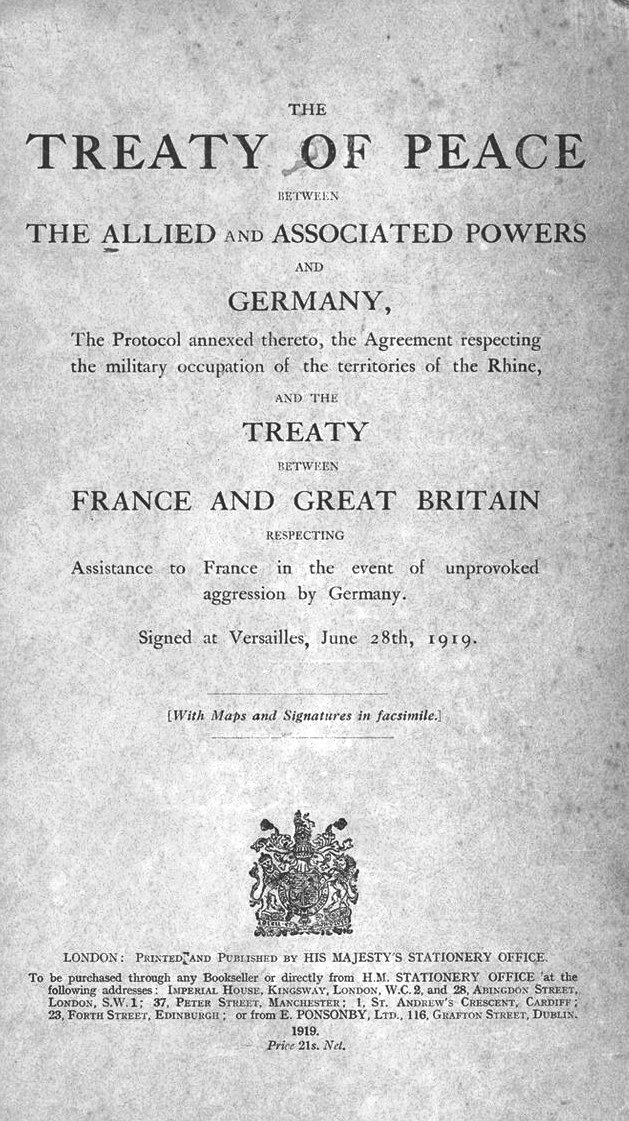 THE
TREATY OF PEACE
BETWEEN
THE ALLIED AND ASSOCIATED POWERS
AND
GERMANY,
The Protocol annexed thereto, the Agreement respecting
the military occupation of the territories of the Rhine,
AND THE
TREATY
BETWEEN
FRANCE AND GREAT BRITAIN
RESPECTING
Assistance to France in the event of unprovoked
aggression by Germany.
Signed at Versailles, June 28th, 1919.
[With Maps and Signatures in facsimile.]
LONDON: PRINTED AND PUBLISHED BY HIS MAJESTY'S STATIONERY OFFICE.
To be purchased through any Bookseller or directly from H.M. STATIONERY OFFICE at the
following addresses: IMPERIAL HOUSE, KINGSWAY, LONDON, W.C. 2, and 28, ABINGDON STREET,
LONDON, S.W. 1; 37, PETER STREET, MANCHESTER; 1, ST. ANDREW'S CRESCENT, CARDIFF;
23, FORTH STREET, EDINBURGH; or from E. PONSONBY, LTD., 116, GRAFTON STREET, DUBLIN.
1919.
Price 21s. Net.